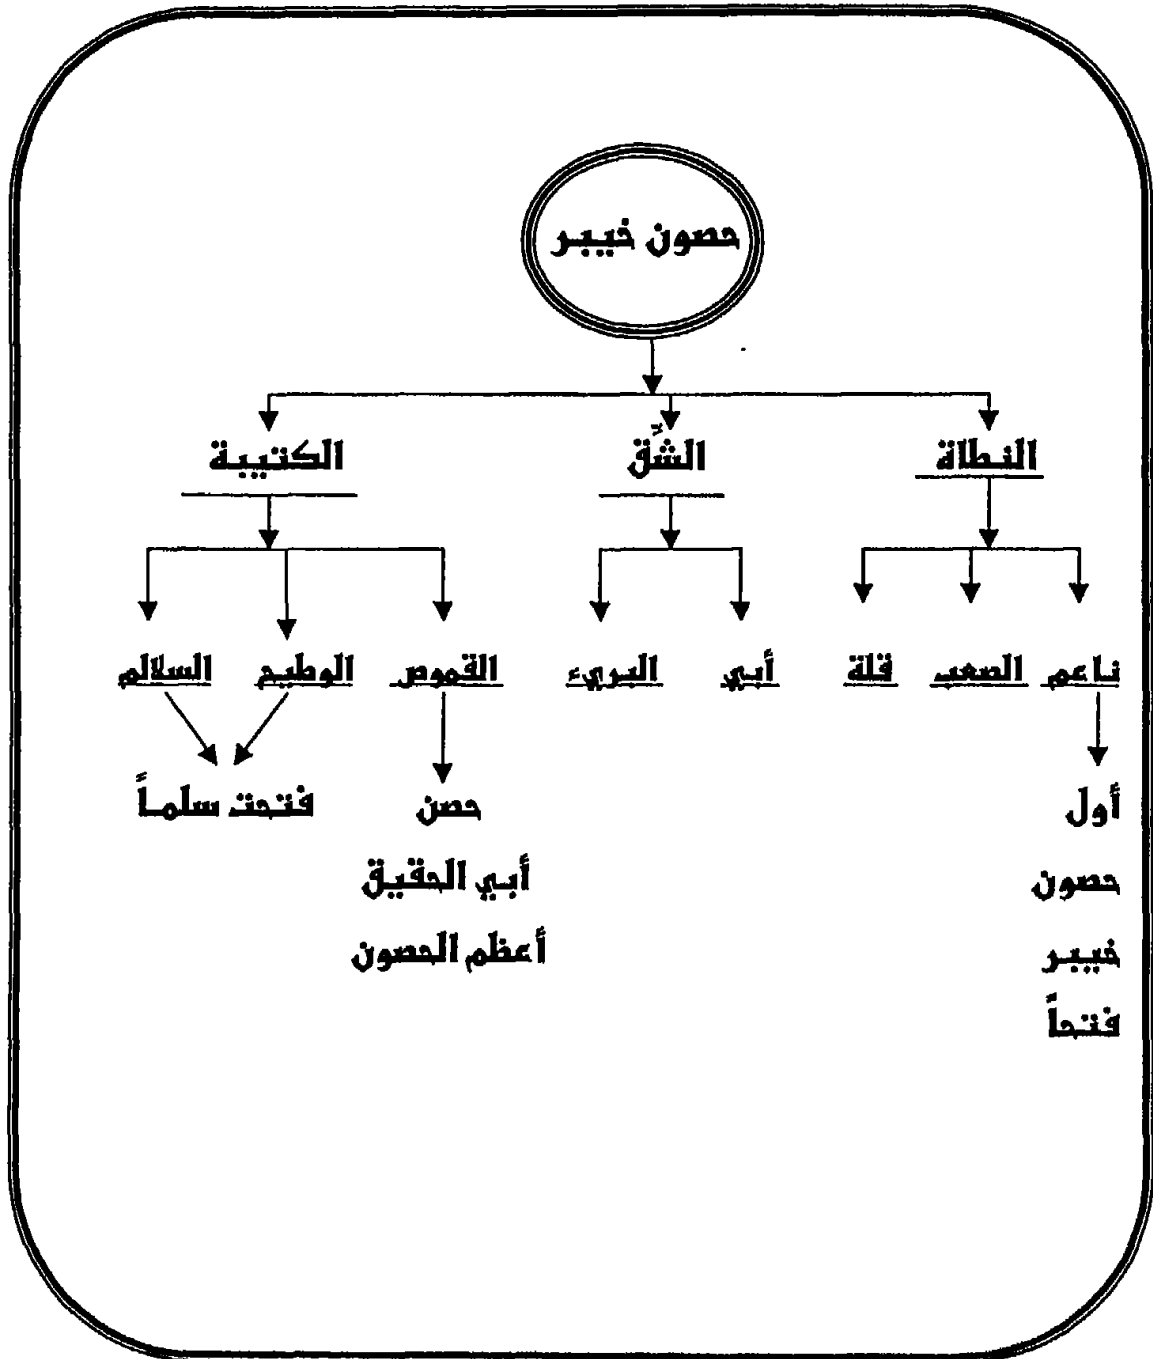 حصون خيبر
النطاة الشِّق الكتيبة
ناعم الصعب قلة أبي البريء القموص الوطيح السلالم
أول
حصون
خيبر
فتحاً
حصن
أبي الحقيق
أعظم الحصون
فتحت سلماً